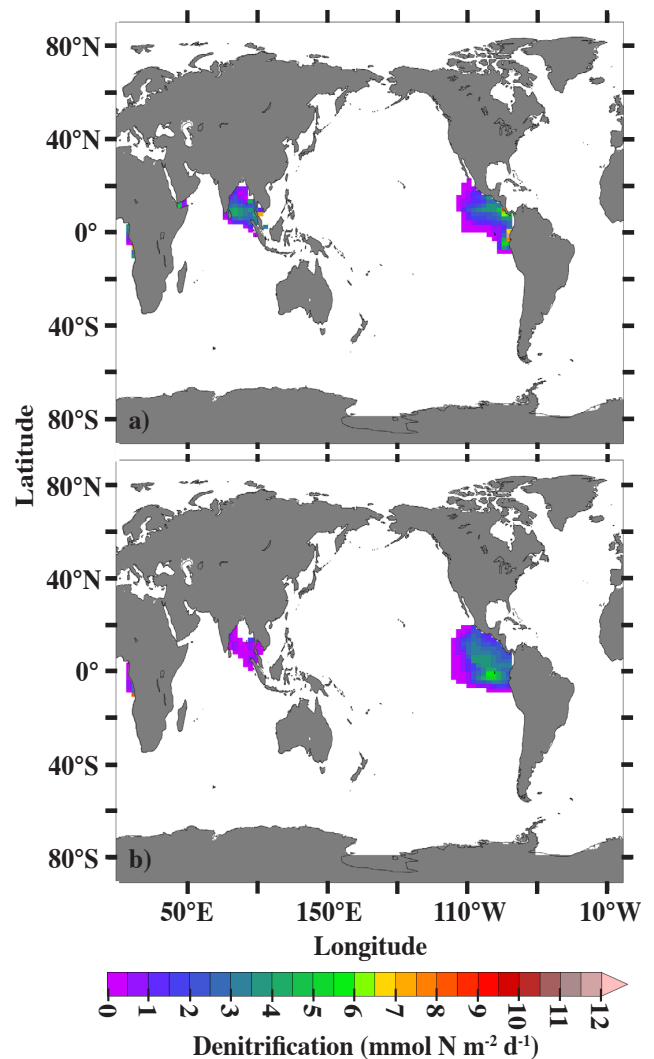 80°N
40°N
0°
40°S
80°S
a)
Latitude
80°N
40°N
0°
40°S
80°S
b)
50°E 150°E 110°W 10°W
Longitude
0 1 2 3 4 5 6 7 8 9 10 11 12
Denitrification (mmol N m⁻² d⁻¹)